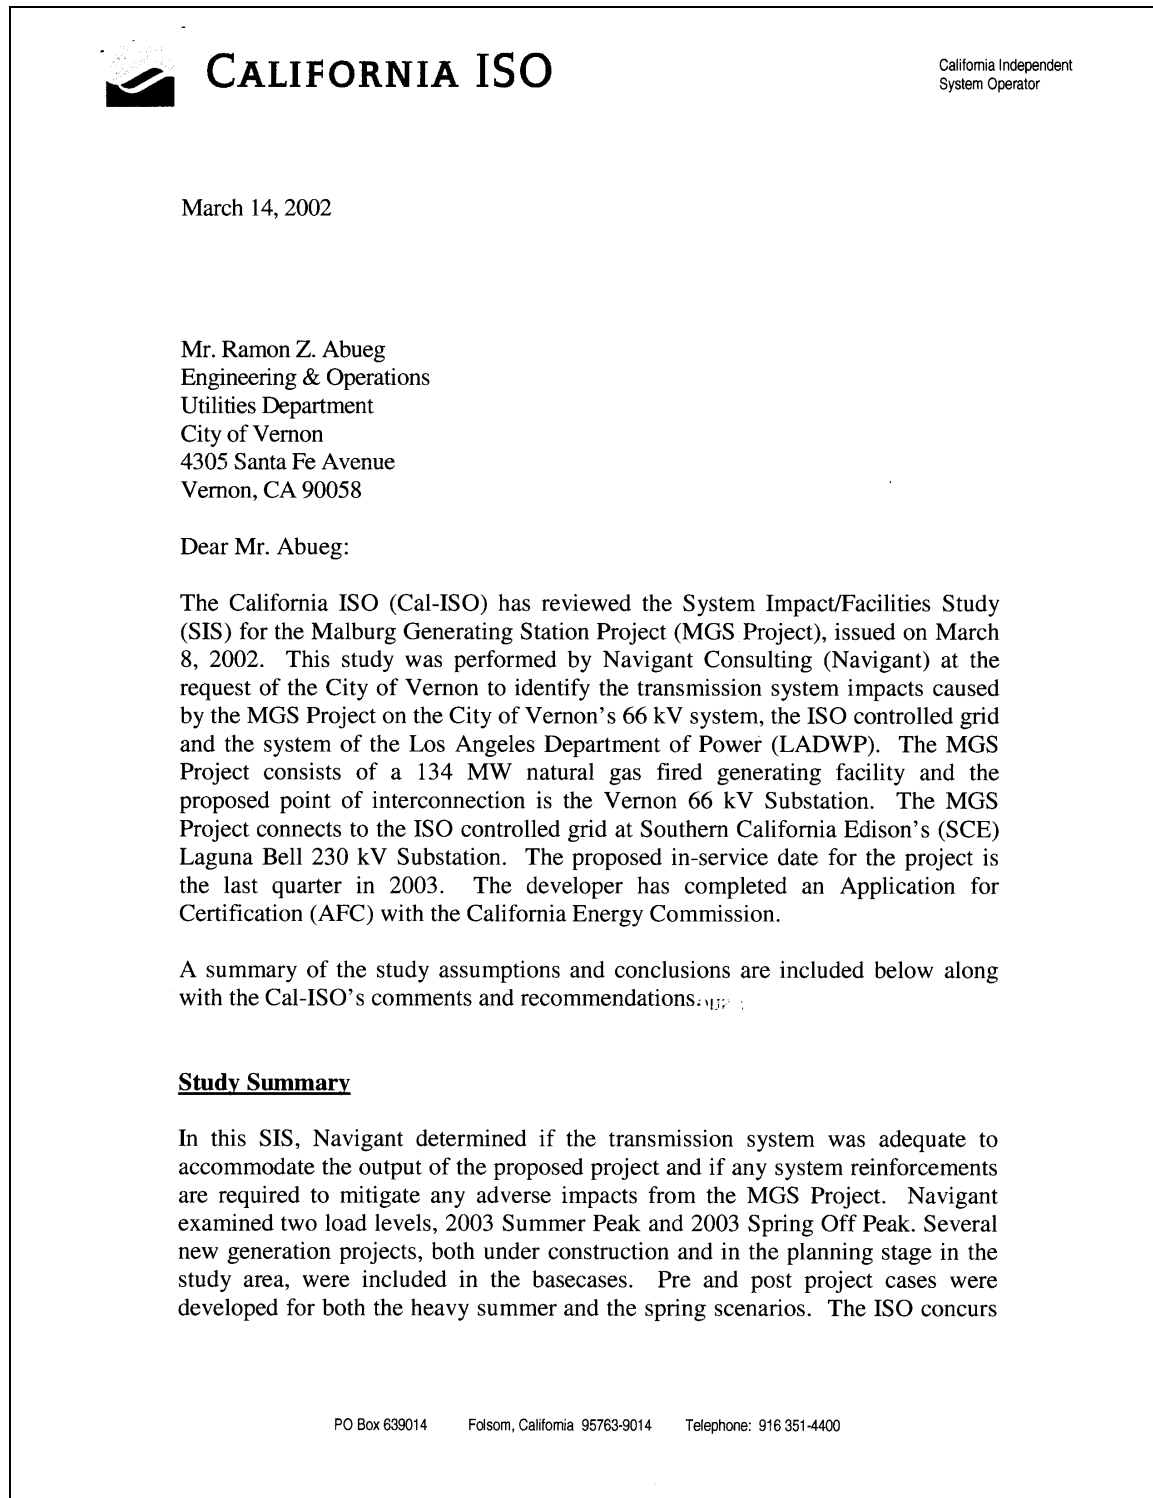 CALIFORNIA ISO
California Independent
System Operator
March 14, 2002
Mr. Ramon Z. Abueg
Engineering & Operations
Utilities Department
City of Vernon
4305 Santa Fe Avenue
Vernon, CA 90058
Dear Mr. Abueg:
The California ISO (Cal-ISO) has reviewed the System Impact/Facilities Study
(SIS) for the Malburg Generating Station Project (MGS Project), issued on March
8, 2002. This study was performed by Navigant Consulting (Navigant) at the
request of the City of Vernon to identify the transmission system impacts caused
by the MGS Project on the City of Vernon's 66 kV system, the ISO controlled grid
and the system of the Los Angeles Department of Power (LADWP). The MGS
Project consists of a 134 MW natural gas fired generating facility and the
proposed point of interconnection is the Vernon 66 kV Substation. The MGS
Project connects to the ISO controlled grid at Southern California Edison's (SCE)
Laguna Bell 230 kV Substation. The proposed in-service date for the project is
the last quarter in 2003. The developer has completed an Application for
Certification (AFC) with the California Energy Commission.
A summary of the study assumptions and conclusions are included below along
with the Cal-ISO's comments and recommendations.
Study Summary
In this SIS, Navigant determined if the transmission system was adequate to
accommodate the output of the proposed project and if any system reinforcements
are required to mitigate any adverse impacts from the MGS Project. Navigant
examined two load levels, 2003 Summer Peak and 2003 Spring Off Peak. Several
new generation projects, both under construction and in the planning stage in the
study area, were included in the basecases. Pre and post project cases were
developed for both the heavy summer and the spring scenarios. The ISO concurs
PO Box 639014 Folsom, California 95763-9014 Telephone: 916 351-4400